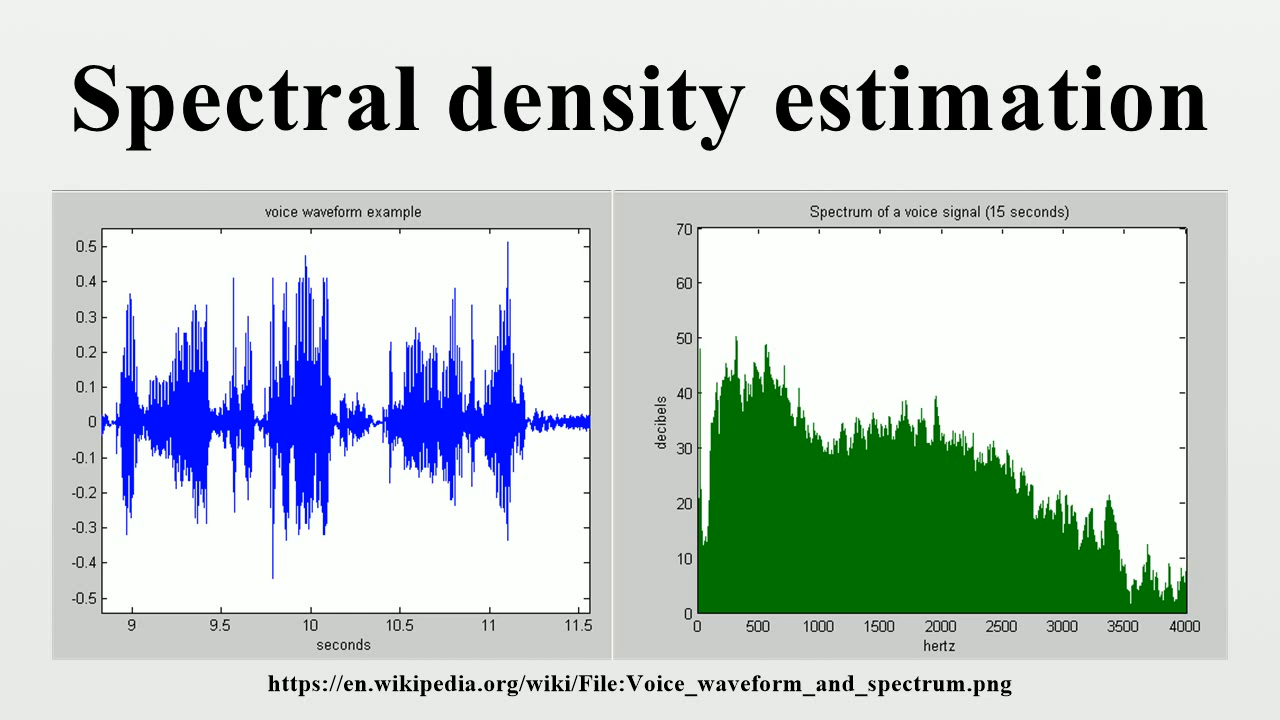 Spectral density estimation
voice waveform example
0.5
0.4
0.3
0.2
0.1
0
-0.1
-0.2
-0.3
-0.4
-0.5
9 9.5 10 10.5 11 11.5
seconds
Spectrum of a voice signal (15 seconds)
70
60
50
40
30
20
10
0
decibels
0 500 1000 1500 2000 2500 3000 3500 4000
hertz
https://en.wikipedia.org/wiki/File:Voice_waveform_and_spectrum.png